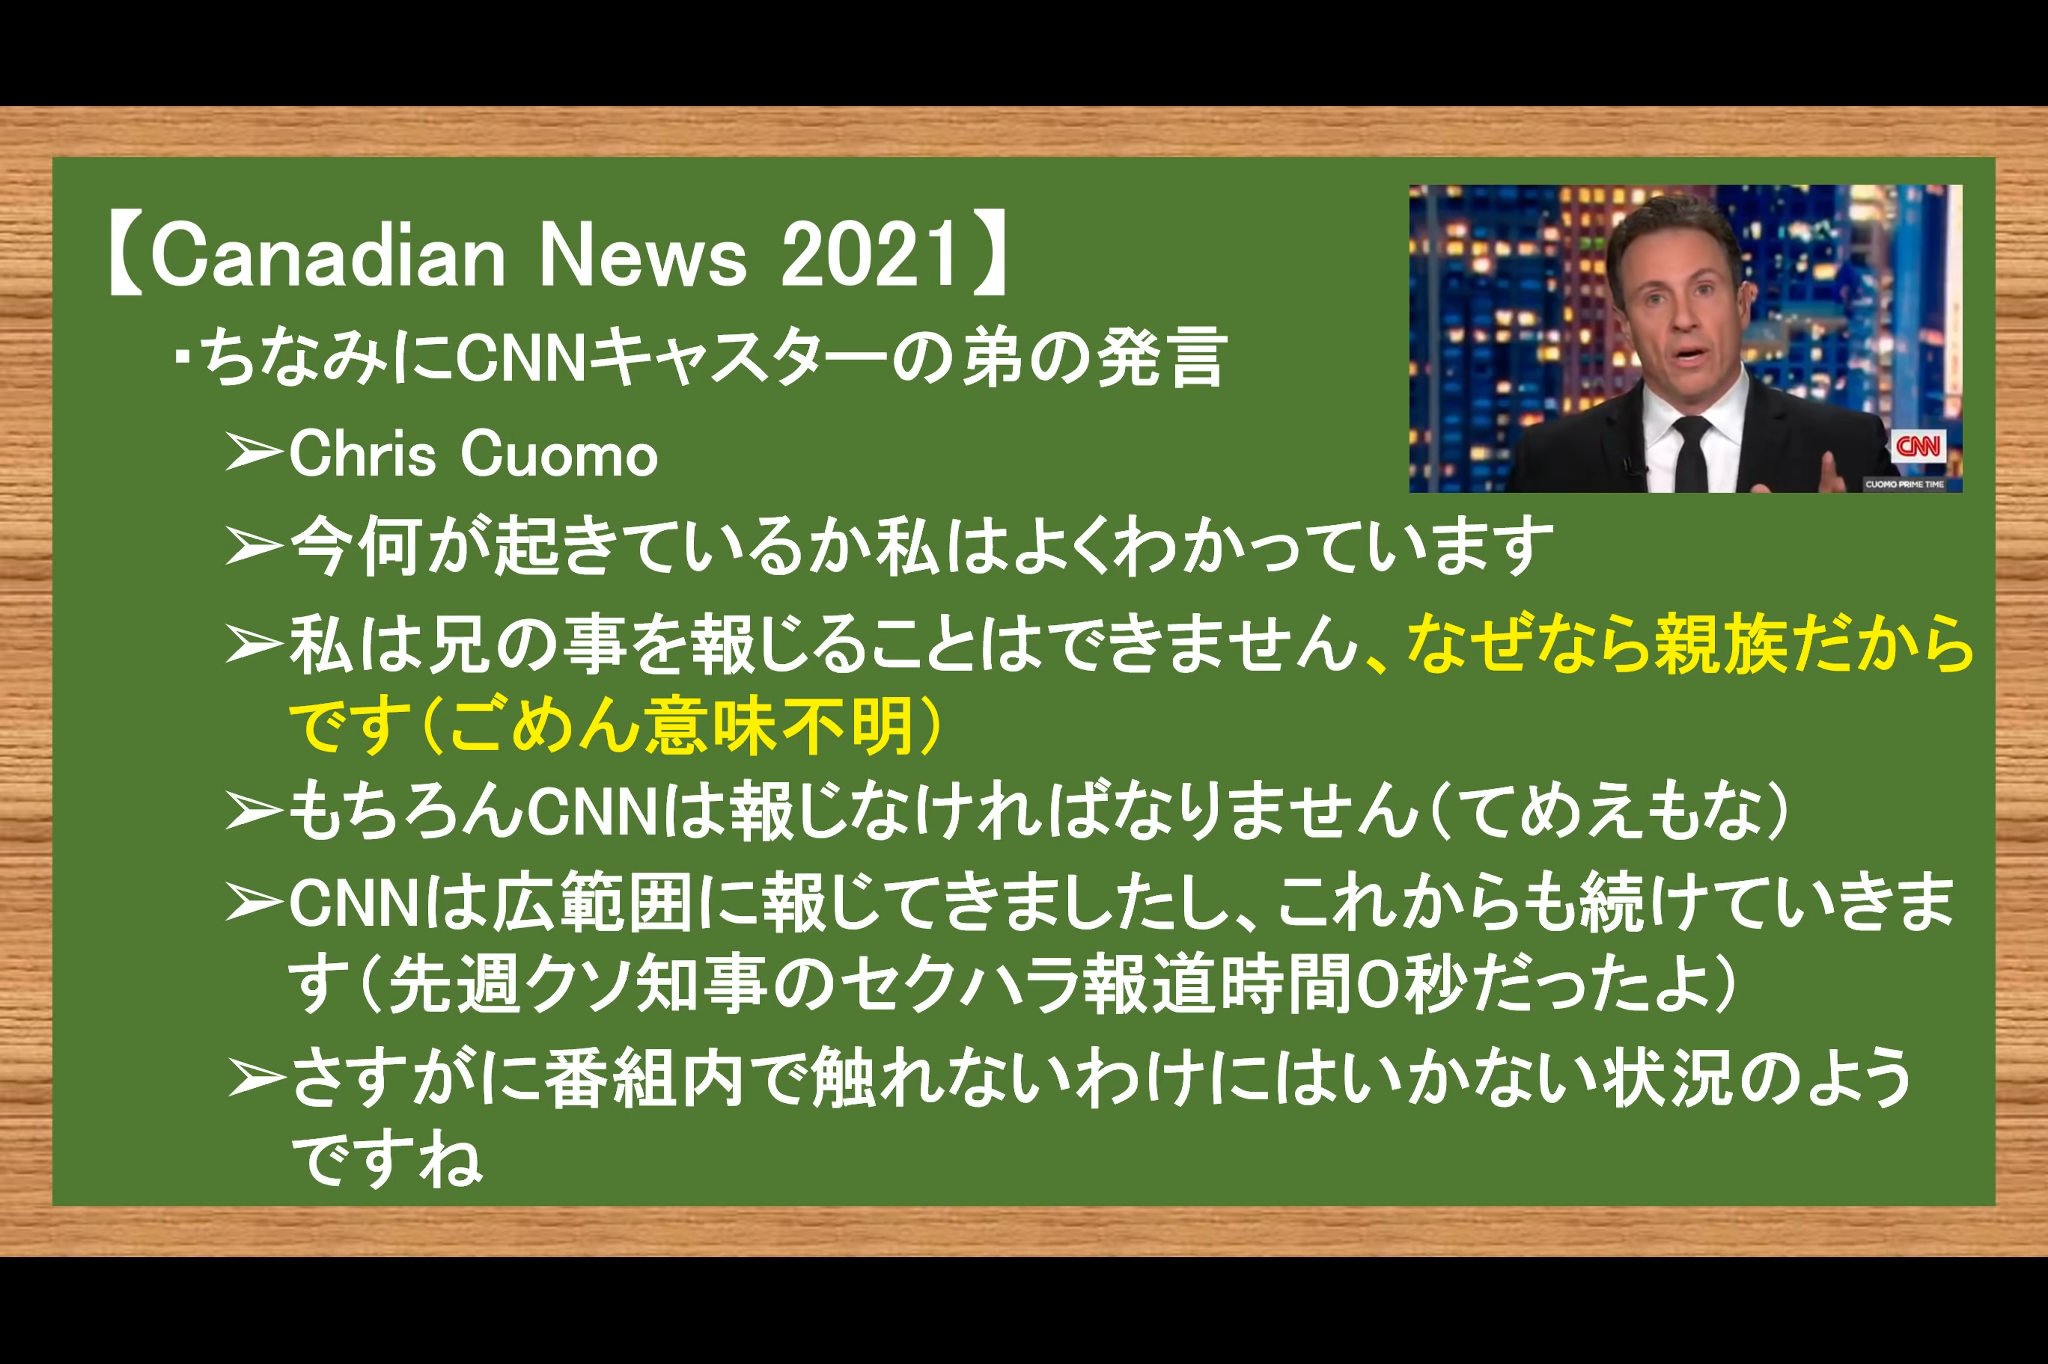 【Canadian News 2021】
・ちなみにCNNキャスターの弟の発言
➢Chris Cuomo
➢今何が起きているか私はよくわかっています
➢私は兄の事を報じることはできません、なぜなら親族だから
です（ごめん意味不明）
➢もちろんCNNは報じなければなりません（てめえもな）
➢CNNは広範囲に報じてきましたし、これからも続けていきま
す（先週クソ知事のセクハラ報道時間0秒だったよ）
➢さすがに番組内で触れないわけにはいかない状況のよう
ですね
CNN
CUOMO PRIME TIME